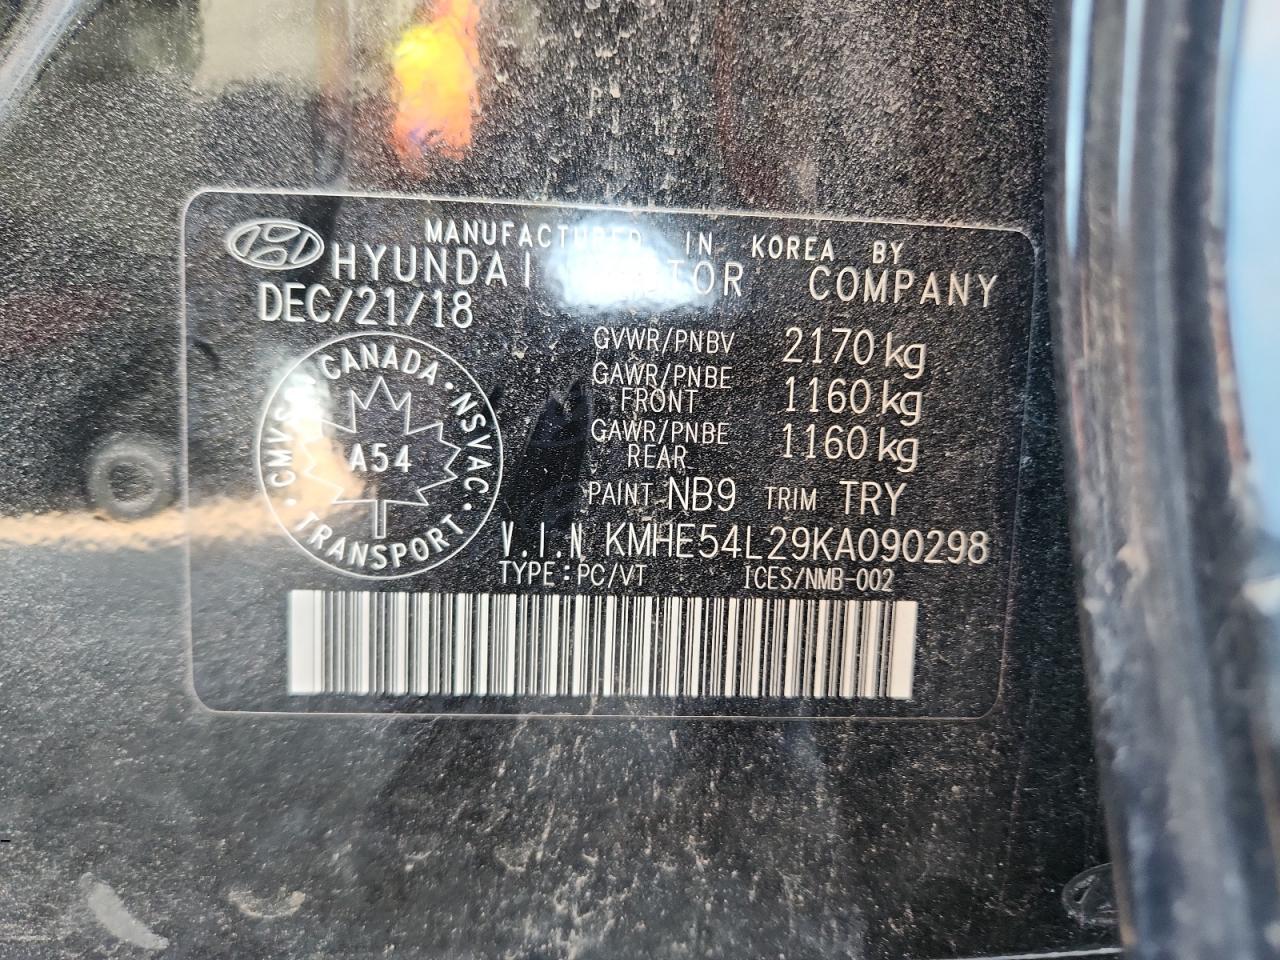 MANUFACTURED IN KOREA BY
HYUNDAI MOTOR COMPANY
DEC/21/18
GVWR/PNBV 2170 kg
GAWR/PNBE FRONT 1160 kg
GAWR/PNBE REAR 1160 kg
CANADA · NSVAC · TRANSPORT · CMVSA
A54
PAINT NB9 TRIM TRY
V.I.N KMHE54L29KA090298
TYPE:PC/VT ICES/NMB-002